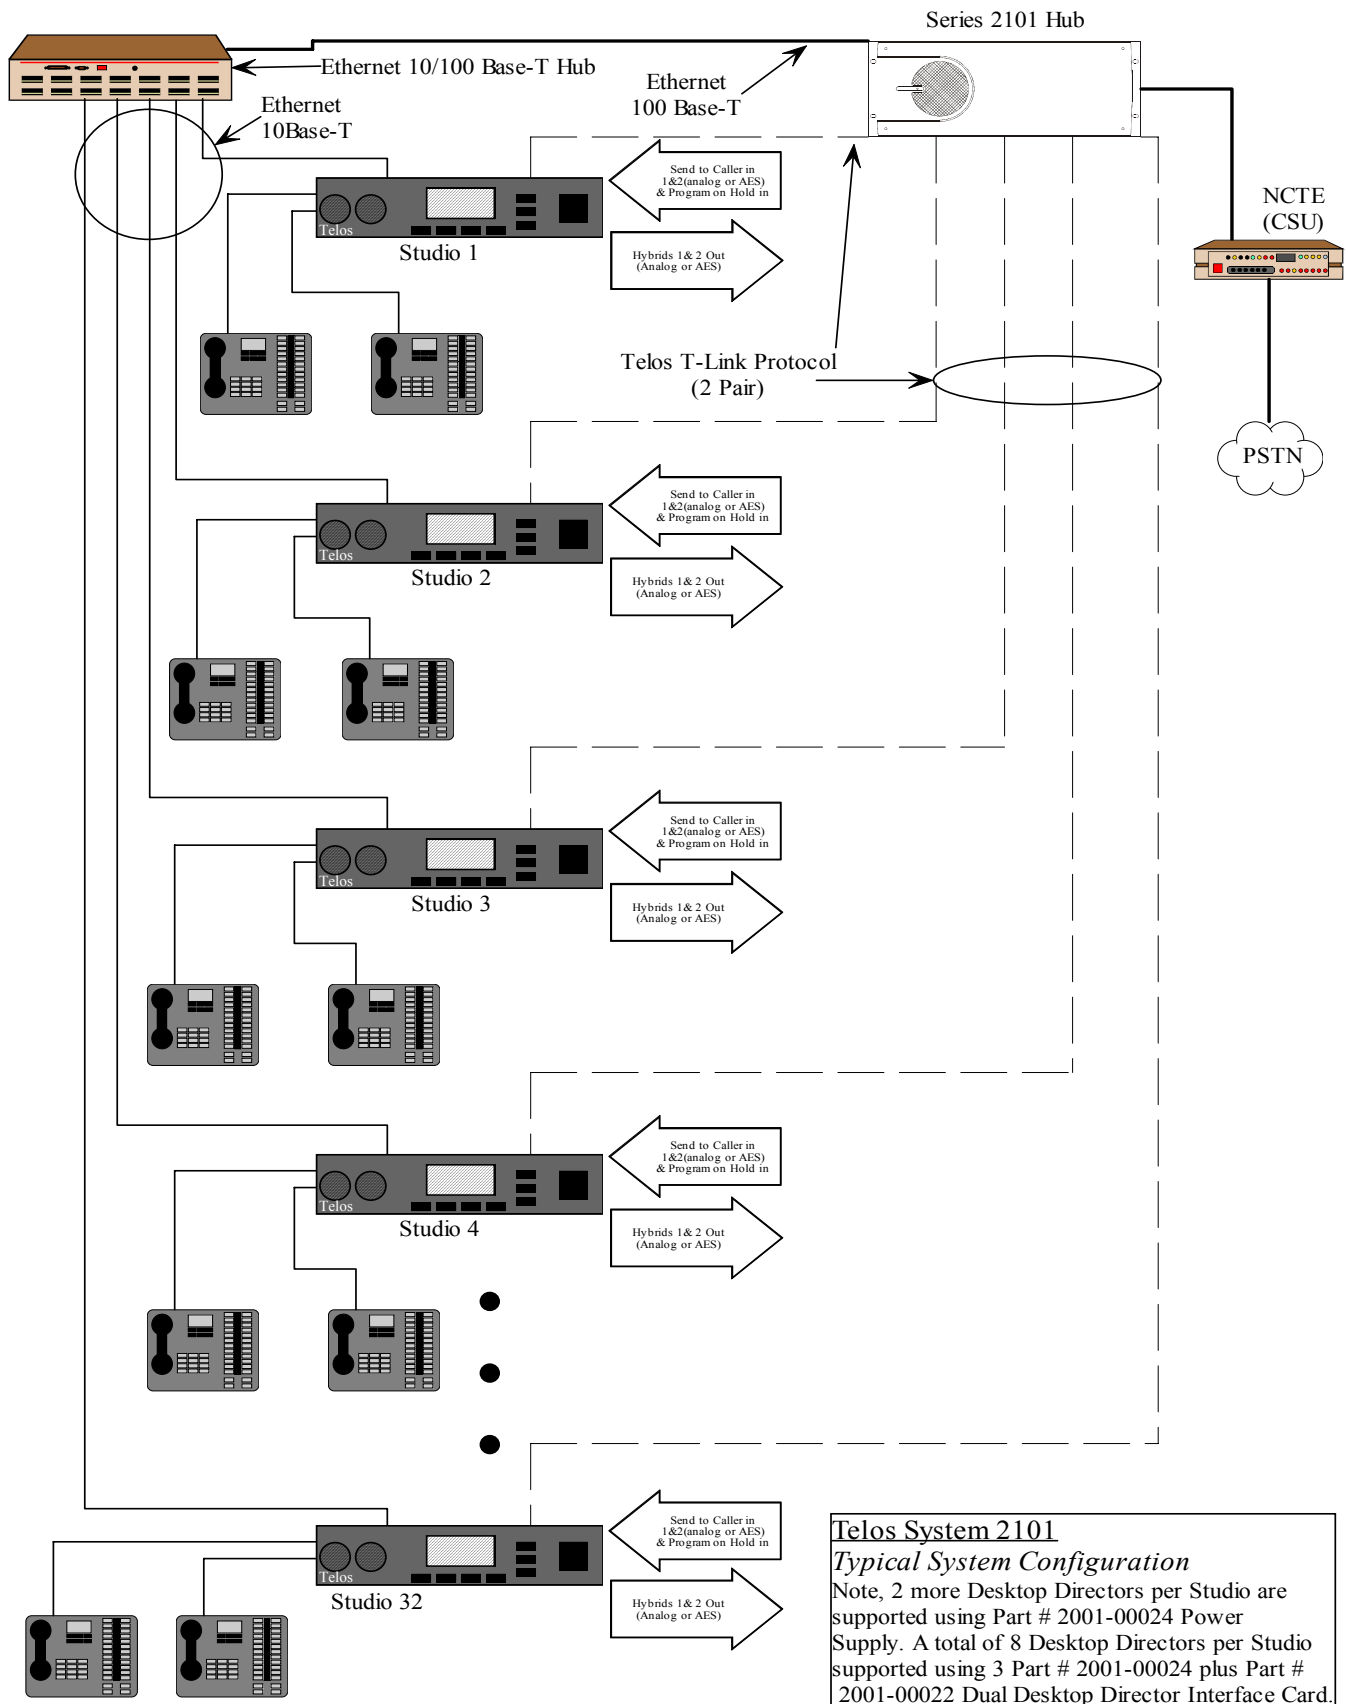 Series 2101 Hub
Ethernet 10/100 Base-T Hub
Ethernet
100 Base-T
Ethernet
10Base-T
Send to Caller in
1&2(analog or AES)
& Program on Hold in
Telos
Studio 1
Hybrids 1& 2 Out
(Analog or AES)
NCTE
(CSU)
Telos T-Link Protocol
(2 Pair)
PSTN
Send to Caller in
1&2(analog or AES)
& Program on Hold in
Telos
Studio 2
Hybrids 1& 2 Out
(Analog or AES)
Send to Caller in
1&2(analog or AES)
& Program on Hold in
Telos
Studio 3
Hybrids 1& 2 Out
(Analog or AES)
Send to Caller in
1&2(analog or AES)
& Program on Hold in
Telos
Studio 4
Hybrids 1& 2 Out
(Analog or AES)
Send to Caller in
1&2(analog or AES)
& Program on Hold in
Telos
Studio 32
Hybrids 1& 2 Out
(Analog or AES)
Telos System 2101
Typical System Configuration
Note, 2 more Desktop Directors per Studio are
supported using Part # 2001-00024 Power
Supply. A total of 8 Desktop Directors per Studio
supported using 3 Part # 2001-00024 plus Part #
2001-00022 Dual Desktop Director Interface Card.